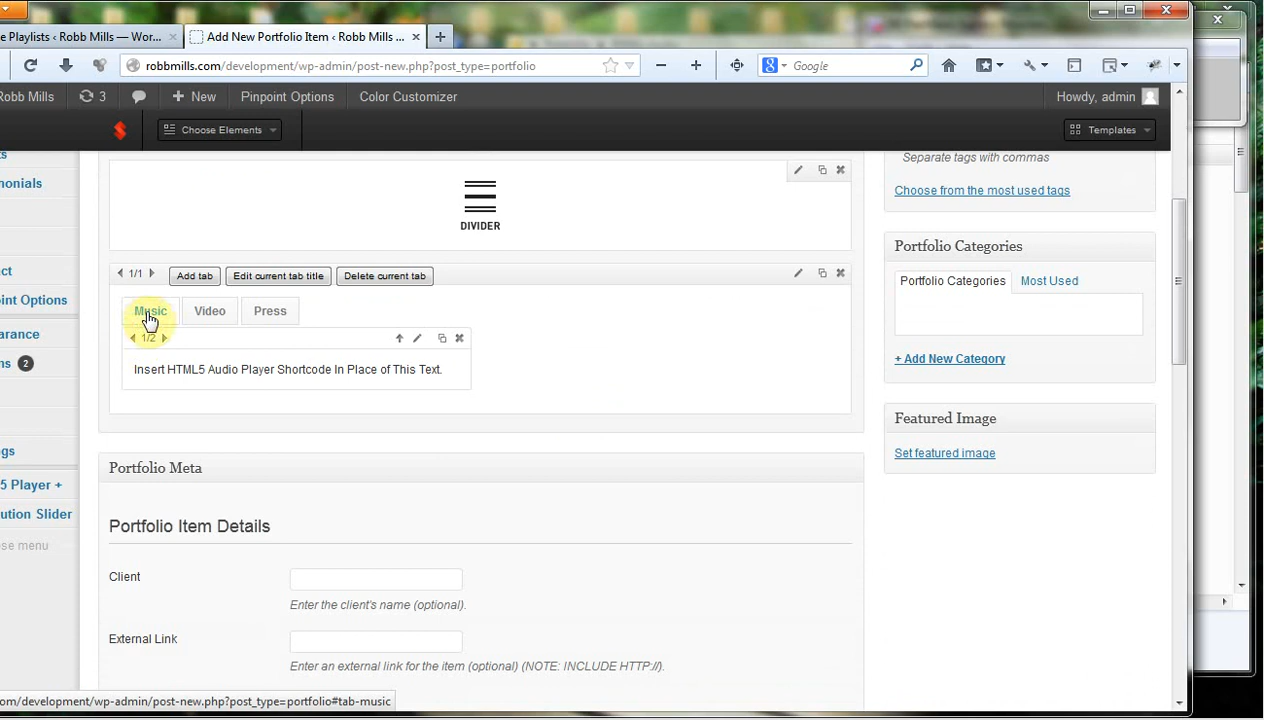 e Playlists ‹ Robb Mills — Wor... ×
Add New Portfolio Item ‹ Robb Mills ... × +
robbmills.com/development/wp-admin/post-new.php?post_type=portfolio
Google
Robb Mills 3 + New Pinpoint Options Color Customizer Howdy, admin
Choose Elements Templates
ts
nonials
ct
oint Options
arance
ns 2
gs
5 Player +
ution Slider
ose menu
DIVIDER
1/1 Add tab Edit current tab title Delete current tab
Music Video Press
1/2
Insert HTML5 Audio Player Shortcode In Place of This Text.
Portfolio Meta
Portfolio Item Details
Client
Enter the client's name (optional).
External Link
Enter an external link for the item (optional) (NOTE: INCLUDE HTTP://).
Separate tags with commas
Choose from the most used tags
Portfolio Categories
Portfolio Categories Most Used
+ Add New Category
Featured Image
Set featured image
com/development/wp-admin/post-new.php?post_type=portfolio#tab-music